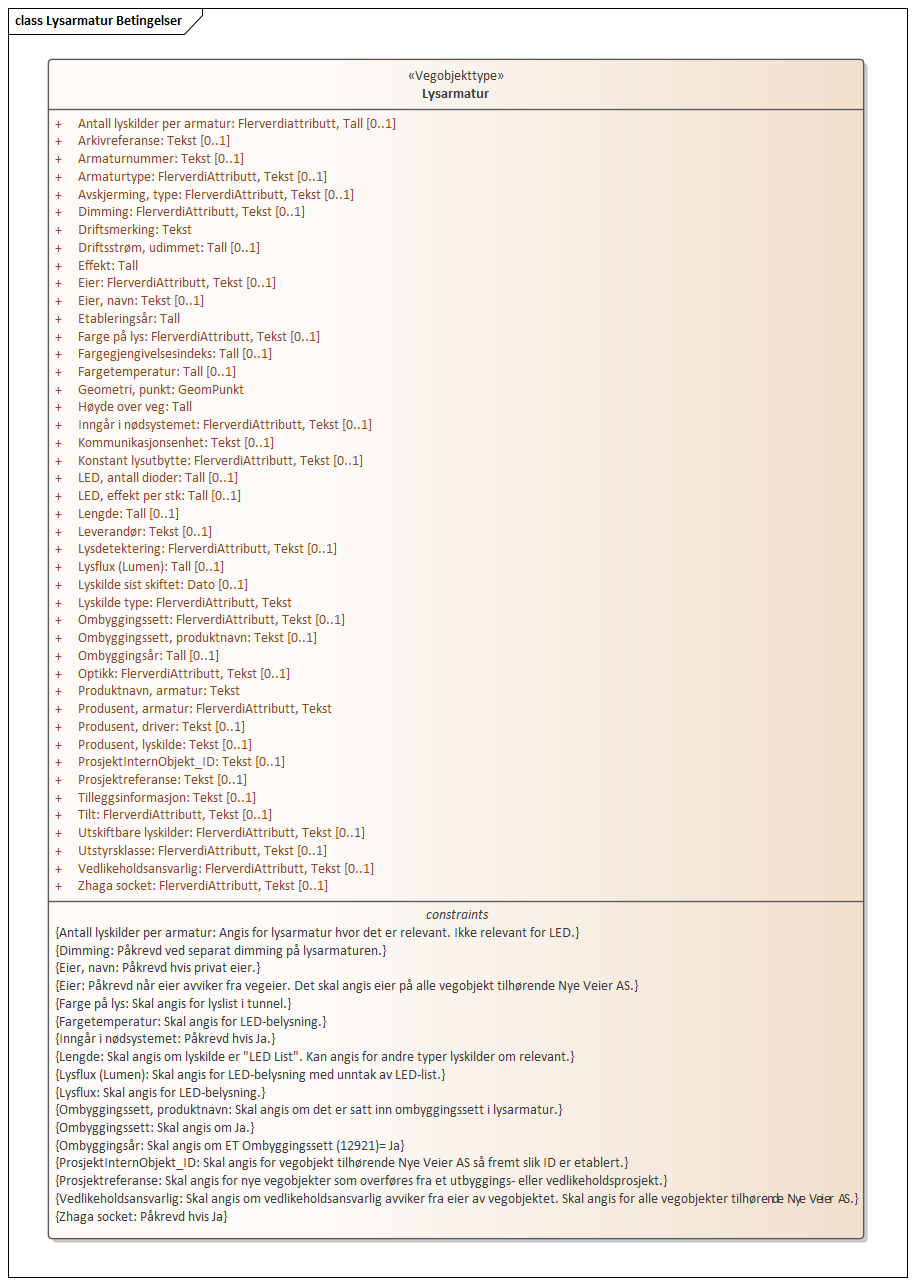 class Lysarmatur Betingelser
«Vegobjekttype»
Lysarmatur
+ Antall lyskilder per armatur: Flerverdiattributt, Tall [0..1]
+ Arkivreferanse: Tekst [0..1]
+ Armaturnummer: Tekst [0..1]
+ Armaturtype: FlerverdiAttributt, Tekst [0..1]
+ Avskjerming, type: FlerverdiAttributt, Tekst [0..1]
+ Dimming: FlerverdiAttributt, Tekst [0..1]
+ Driftsmerking: Tekst
+ Driftsstrøm, udimmet: Tall [0..1]
+ Effekt: Tall
+ Eier: FlerverdiAttributt, Tekst [0..1]
+ Eier, navn: Tekst [0..1]
+ Etableringsår: Tall
+ Farge på lys: FlerverdiAttributt, Tekst [0..1]
+ Fargegjengivelsesindeks: Tall [0..1]
+ Fargetemperatur: Tall [0..1]
+ Geometri, punkt: GeomPunkt
+ Høyde over veg: Tall
+ Inngår i nødsystemet: FlerverdiAttributt, Tekst [0..1]
+ Kommunikasjonsenhet: Tekst [0..1]
+ Konstant lysutbytte: FlerverdiAttributt, Tekst [0..1]
+ LED, antall dioder: Tall [0..1]
+ LED, effekt per stk: Tall [0..1]
+ Lengde: Tall [0..1]
+ Leverandør: Tekst [0..1]
+ Lysdetektering: FlerverdiAttributt, Tekst [0..1]
+ Lysflux (Lumen): Tall [0..1]
+ Lyskilde sist skiftet: Dato [0..1]
+ Lyskilde type: FlerverdiAttributt, Tekst
+ Ombyggingssett: FlerverdiAttributt, Tekst [0..1]
+ Ombyggingssett, produktnavn: Tekst [0..1]
+ Ombyggingsår: Tall [0..1]
+ Optikk: FlerverdiAttributt, Tekst [0..1]
+ Produktnavn, armatur: Tekst
+ Produsent, armatur: FlerverdiAttributt, Tekst
+ Produsent, driver: Tekst [0..1]
+ Produsent, lyskilde: Tekst [0..1]
+ ProsjektInternObjekt_ID: Tekst [0..1]
+ Prosjektreferanse: Tekst [0..1]
+ Tilleggsinformasjon: Tekst [0..1]
+ Tilt: FlerverdiAttributt, Tekst [0..1]
+ Utskiftbare lyskilder: FlerverdiAttributt, Tekst [0..1]
+ Utstyrsklasse: FlerverdiAttributt, Tekst [0..1]
+ Vedlikeholdsansvarlig: FlerverdiAttributt, Tekst [0..1]
+ Zhaga socket: FlerverdiAttributt, Tekst [0..1]
constraints
{Antall lyskilder per armatur: Angis for lysarmatur hvor det er relevant. Ikke relevant for LED.}
{Dimming: Påkrevd ved separat dimming på lysarmaturen.}
{Eier, navn: Påkrevd hvis privat eier.}
{Eier: Påkrevd når eier avviker fra vegeier. Det skal angis eier på alle vegobjekt tilhørende Nye Veier AS.}
{Farge på lys: Skal angis for lyslist i tunnel.}
{Fargetemperatur: Skal angis for LED-belysning.}
{Inngår i nødsystemet: Påkrevd hvis Ja.}
{Lengde: Skal angis om lyskilde er "LED List". Kan angis for andre typer lyskilder om relevant.}
{Lysflux (Lumen): Skal angis for LED-belysning med unntak av LED-list.}
{Lysflux: Skal angis for LED-belysning.}
{Ombyggingssett, produktnavn: Skal angis om det er satt inn ombyggingssett i lysarmatur.}
{Ombyggingssett: Skal angis om Ja.}
{Ombyggingsår: Skal angis om ET Ombyggingssett (12921)= Ja}
{ProsjektInternObjekt_ID: Skal angis for vegobjekt tilhørende Nye Veier AS så fremt slik ID er etablert.}
{Prosjektreferanse: Skal angis for nye vegobjekter som overføres fra et utbyggings- eller vedlikeholdsprosjekt.}
{Vedlikeholdsansvarlig: Skal angis om vedlikeholdsansvarlig avviker fra eier av vegobjektet. Skal angis for alle vegobjekter tilhørende Nye Veier AS.}
{Zhaga socket: Påkrevd hvis Ja}